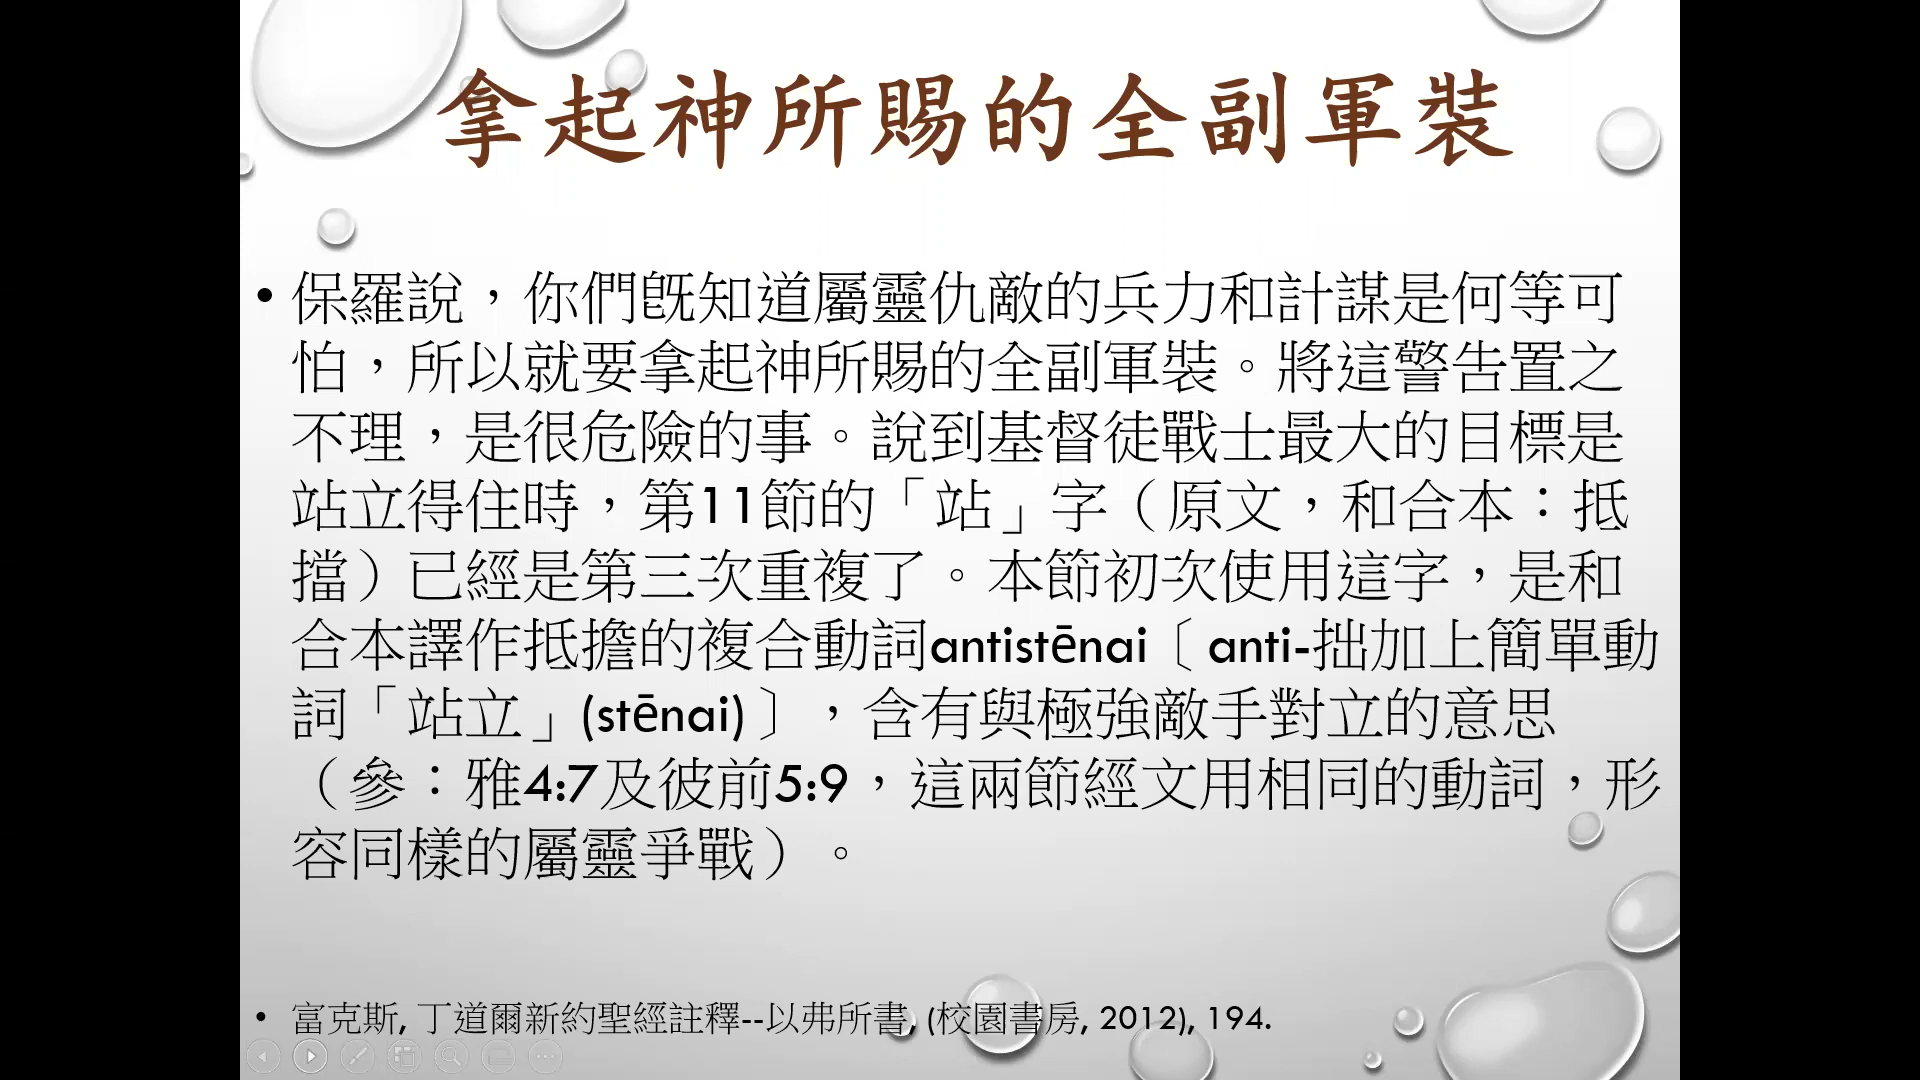 拿起神所賜的全副軍裝
• 保羅說，你們既知道屬靈仇敵的兵力和計謀是何等可
怕，所以就要拿起神所賜的全副軍裝。將這警告置之
不理，是很危險的事。說到基督徒戰士最大的目標是
站立得住時，第11節的「站」字（原文，和合本：抵
擋）已經是第三次重複了。本節初次使用這字，是和
合本譯作抵擔的複合動詞antistēnai〔anti-拙加上簡單動
詞「站立」(stēnai)〕，含有與極強敵手對立的意思
（參：雅4:7及彼前5:9，這兩節經文用相同的動詞，形
容同樣的屬靈爭戰）。
• 富克斯, 丁道爾新約聖經註釋--以弗所書, (校園書房, 2012), 194.